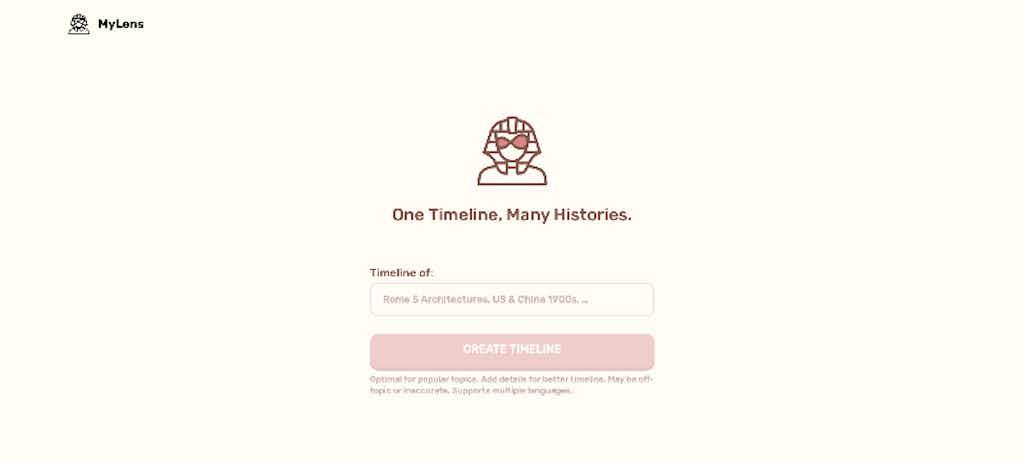 MyLens
One Timeline, Many Histories.
Timeline of:
Rome 5 Architectures, US & China 1900s, ...
CREATE TIMELINE
Optimal for popular topics. Add details for better timeline. May be off-
topic or inaccurate. Supports multiple languages.